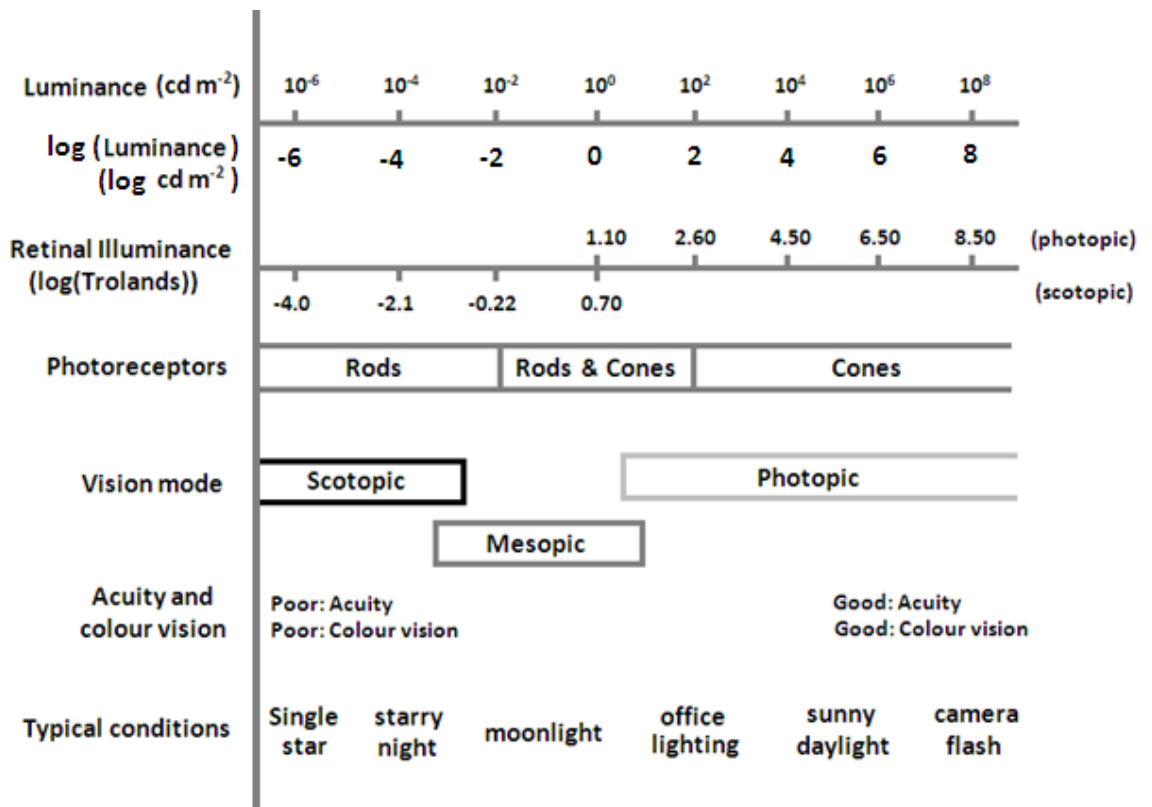 Luminance (cd m-2) 10-6 10-4 10-2 100 102 104 106 108
log (Luminance)
(log cd m-2) -6 -4 -2 0 2 4 6 8
1.10 2.60 4.50 6.50 8.50 (photopic)
Retinal Illuminance
(log(Trolands))
-4.0 -2.1 -0.22 0.70 (scotopic)
Photoreceptors Rods Rods & Cones Cones
Vision mode Scotopic Photopic
Mesopic
Acuity and
colour vision
Poor: Acuity
Poor: Colour vision
Good: Acuity
Good: Colour vision
Typical conditions
Single
star
starry
night
moonlight
office
lighting
sunny
daylight
camera
flash